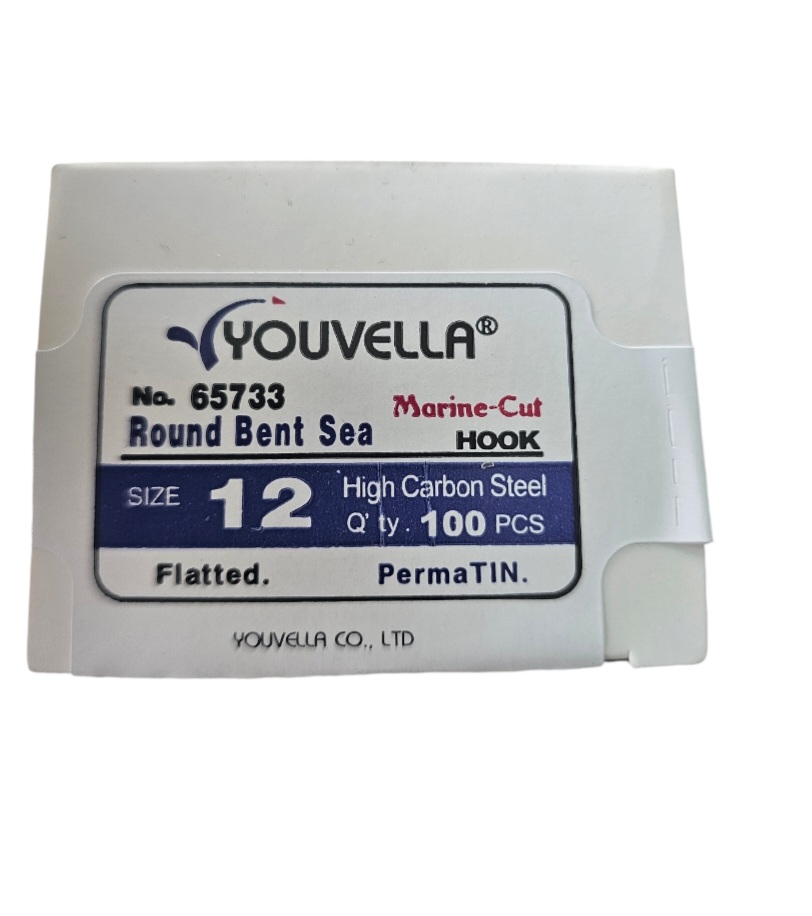 YOUVELLA®
No. 65733
Marine-Cut
Round Bent Sea
HOOK
SIZE 12
High Carbon Steel
Q'ty. 100 PCS
Flatted. PermaTIN.
YOUVELLA CO., LTD